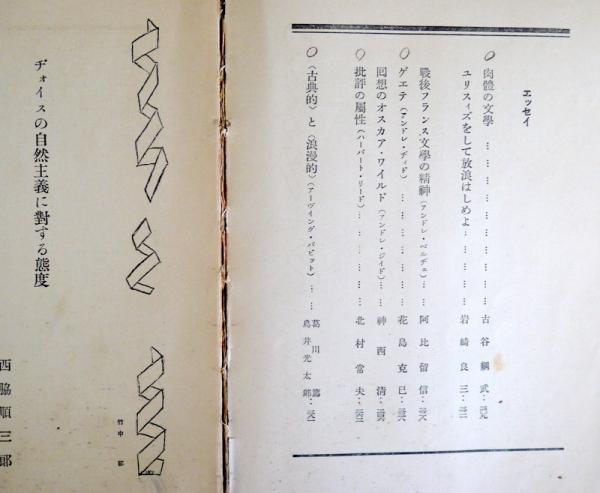 エッセイ
肉體の文學 … … … … … … … … … … 古谷綱武
ユリスィズをして放浪はしめよ … … … … … 岩崎良三
戰後フランス文學の精神(アンドレ・ベルヂェ) … … 阿比留信
ゲエテ(アンドレ・ヂィド) … … … … … … 花島克巳
囘想のオスカア・ワイルド(アンドレ・ジイド) … … 神西清
批評の屬性(ハーバート・リード) … … … … … 北村常夫
〈古典的〉と〈浪漫的〉(アーヴィング・バビット) … … 葛川篤
鳥井光太郞
竹中郁
ヂォイスの自然主義に對する態度
西脇順三郞